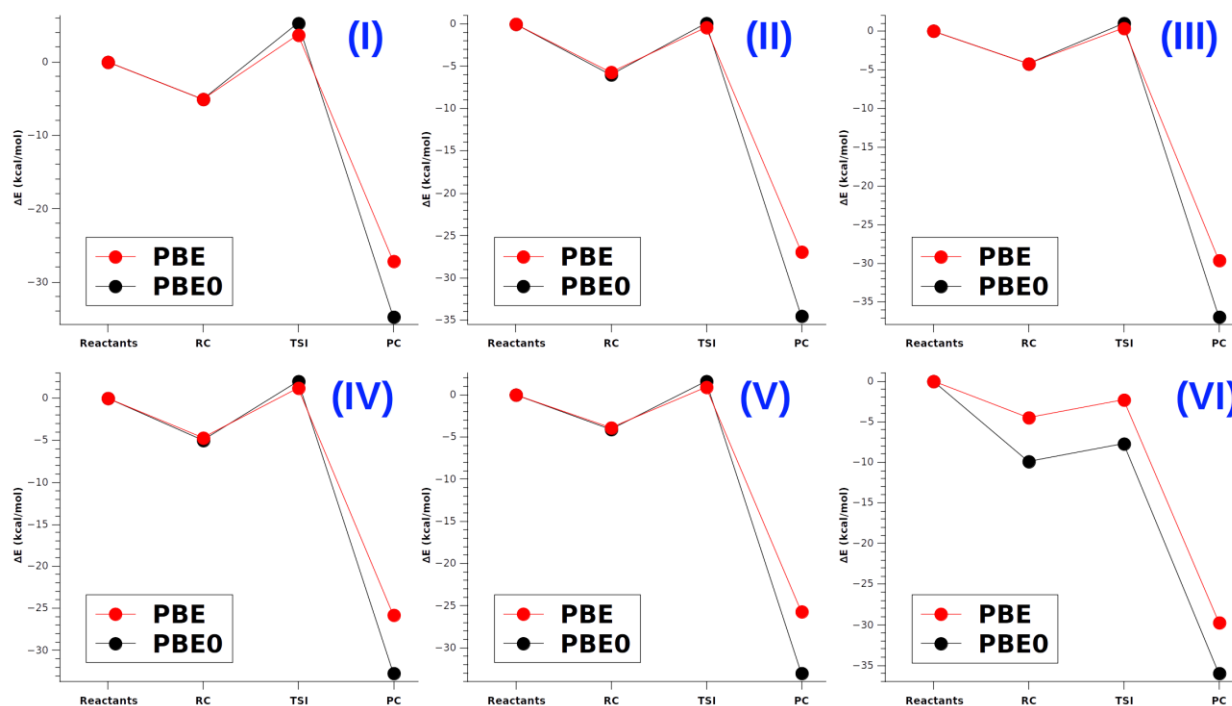 (I)
ΔE (kcal/mol)
0
−10
−20
−30
PBE
PBE0
Reactants RC TSI PC
(II)
ΔE (kcal/mol)
0
−5
−10
−15
−20
−25
−30
−35
PBE
PBE0
Reactants RC TSI PC
(III)
ΔE (kcal/mol)
0
−5
−10
−15
−20
−25
−30
−35
PBE
PBE0
Reactants RC TSI PC
(IV)
ΔE (kcal/mol)
0
−5
−10
−15
−20
−25
−30
PBE
PBE0
Reactants RC TSI PC
(V)
ΔE (kcal/mol)
0
−5
−10
−15
−20
−25
−30
PBE
PBE0
Reactants RC TSI PC
(VI)
ΔE (kcal/mol)
0
−5
−10
−15
−20
−25
−30
−35
PBE
PBE0
Reactants RC TSI PC